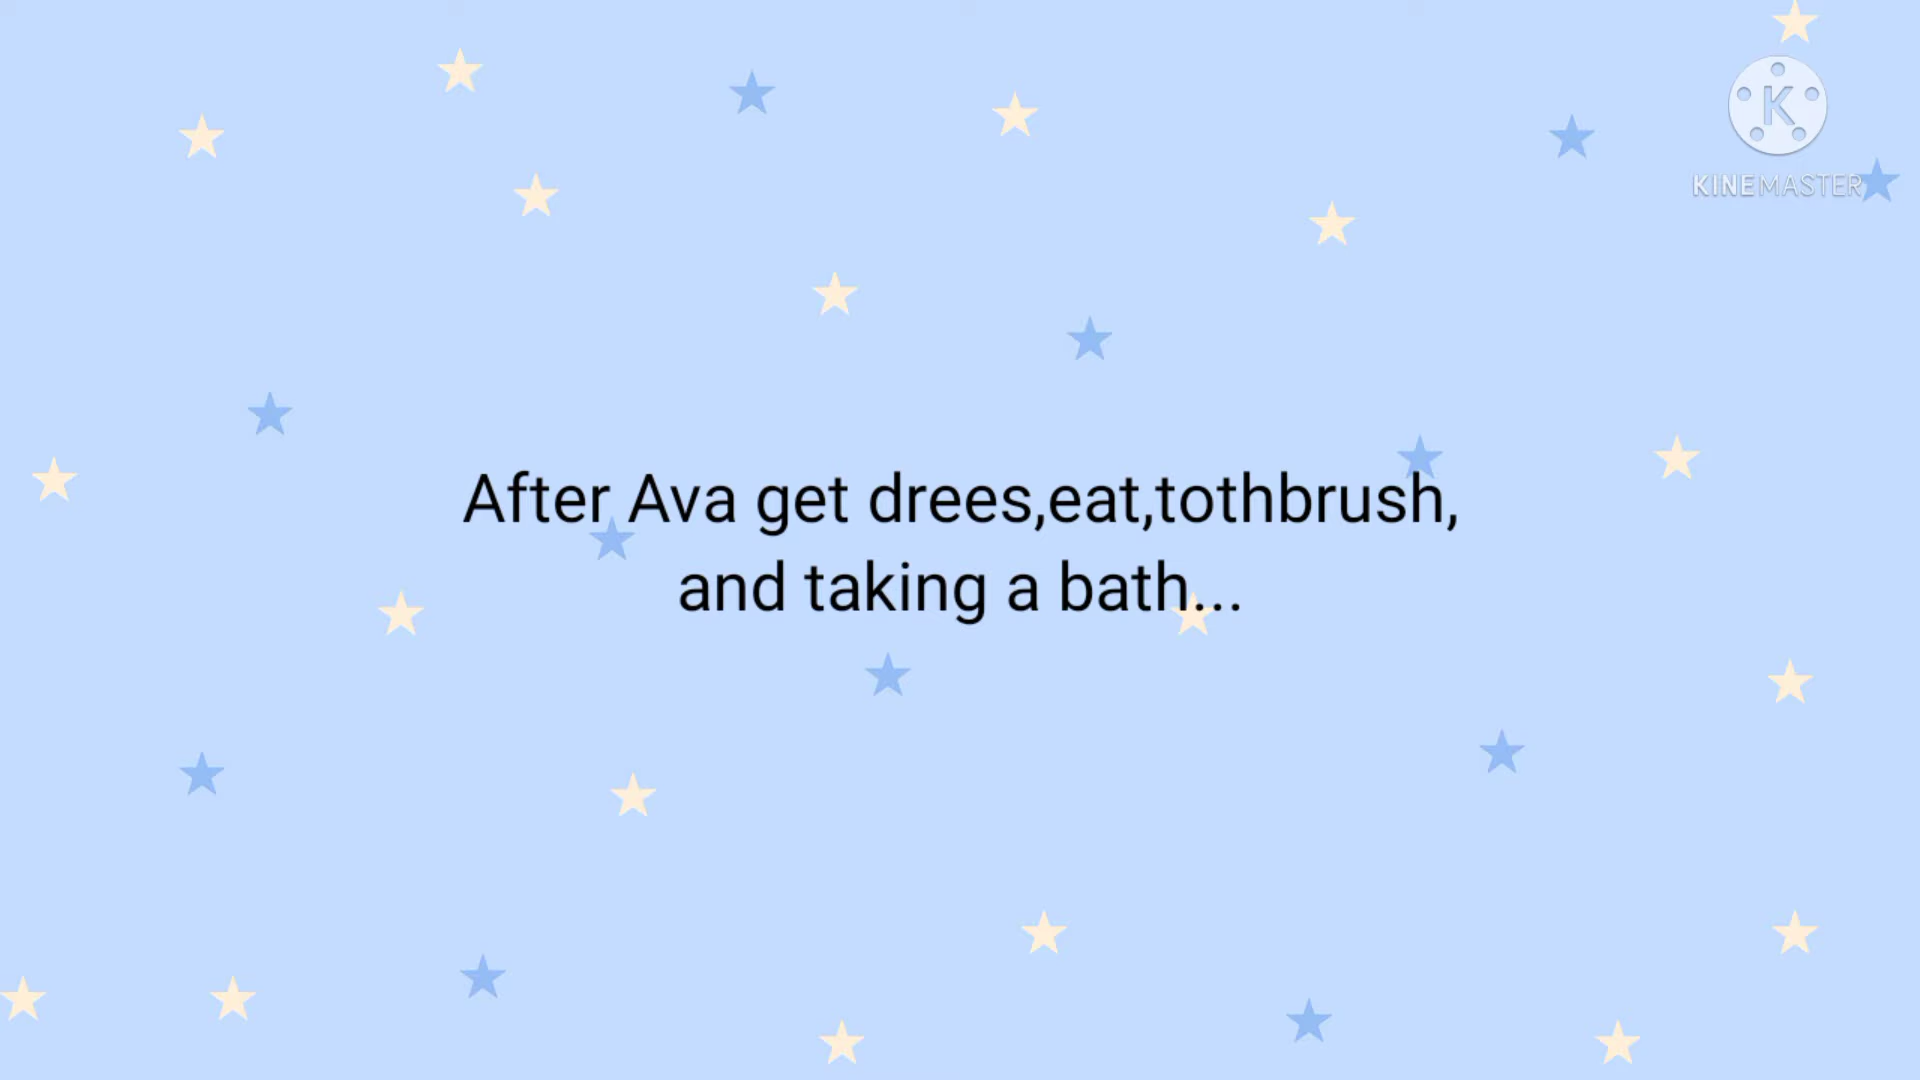 K
KINEMASTER
After Ava get drees,eat,tothbrush,
and taking a bath...